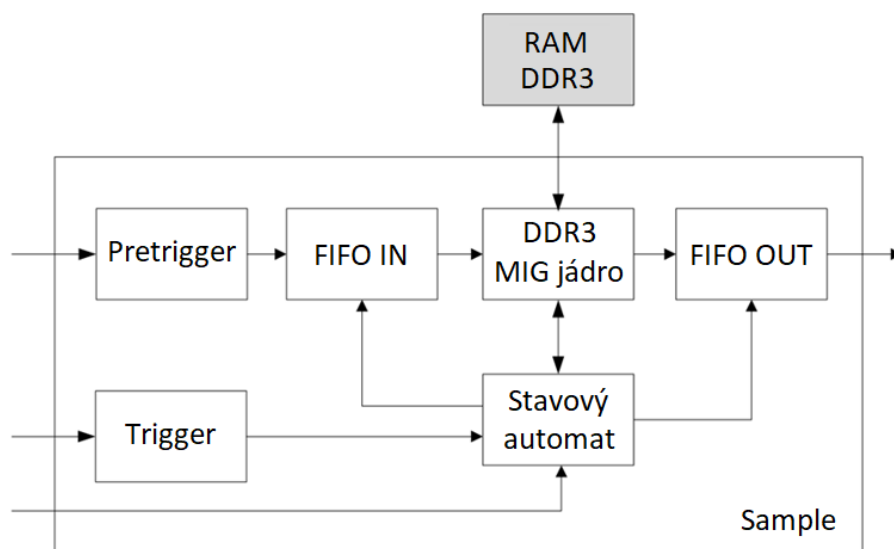 RAM
DDR3
Pretrigger
FIFO IN
DDR3
MIG jádro
FIFO OUT
Trigger
Stavový
automat
Sample